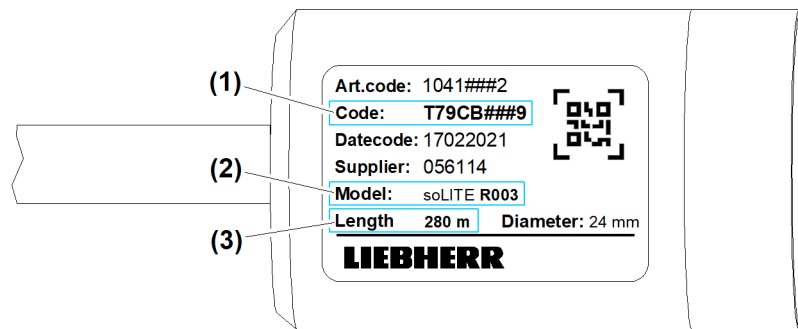 (1)
Art.code: 1041###2
Code: T79CB###9
Datecode: 17022021
Supplier: 056114
(2)
Model: soLITE R003
(3)
Length 280 m Diameter: 24 mm
LIEBHERR